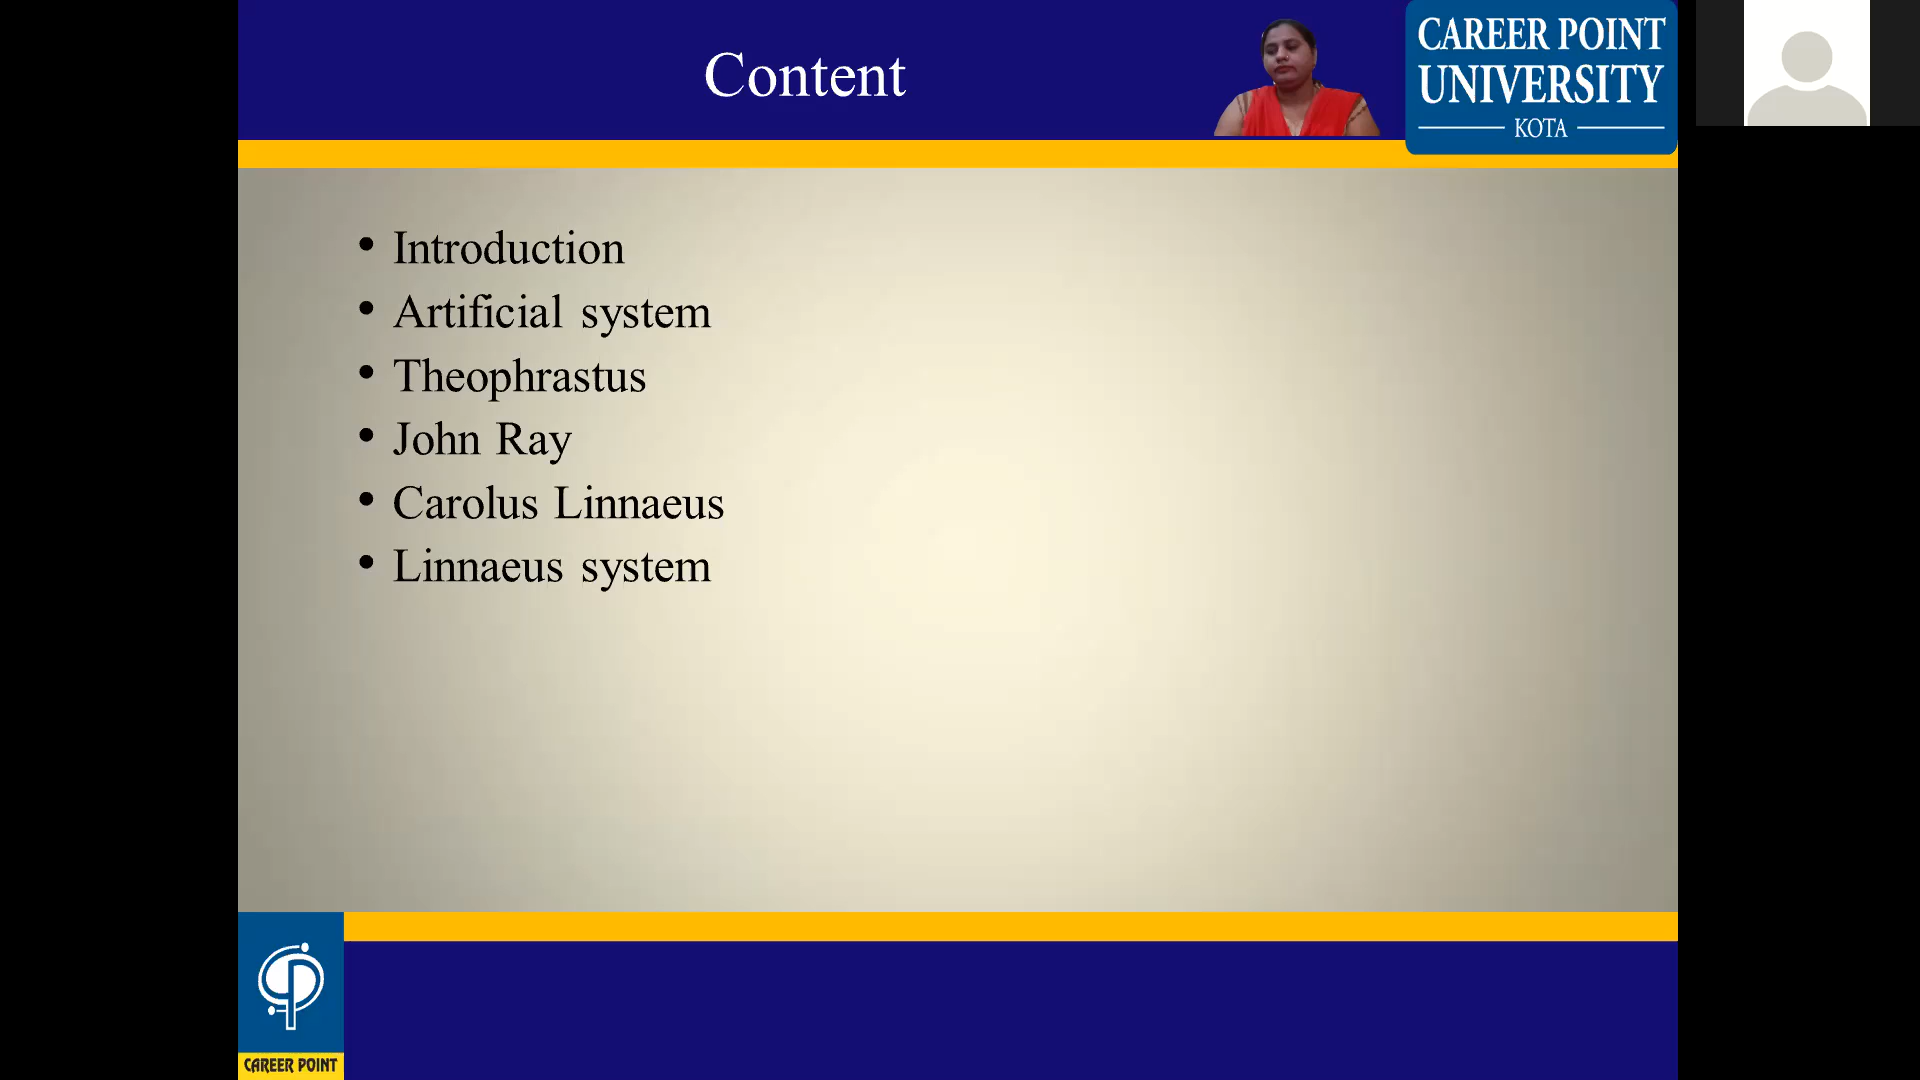 Content
CAREER POINT
UNIVERSITY
KOTA
• Introduction
• Artificial system
• Theophrastus
• John Ray
• Carolus Linnaeus
• Linnaeus system
CAREER POINT